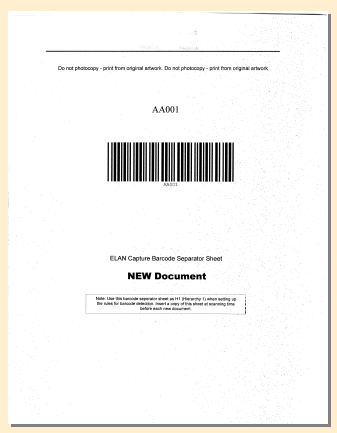 Do not photocopy - print from original artwork. Do not photocopy - print from original artwork
AA001
AA001
ELAN Capture Barcode Separator Sheet
NEW Document
Note: Use this barcode separator sheet as H1 (Hierarchy 1) when setting up
the rules for barcode detection. Insert a copy of this sheet at scanning time
before each new document.